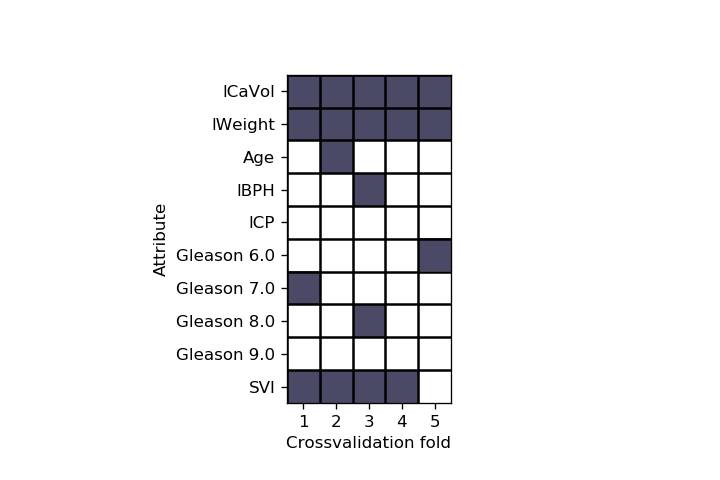 lCaVol
lWeight
Age
lBPH
lCP
Gleason 6.0
Gleason 7.0
Gleason 8.0
Gleason 9.0
SVI
Attribute
1 2 3 4 5
Crossvalidation fold